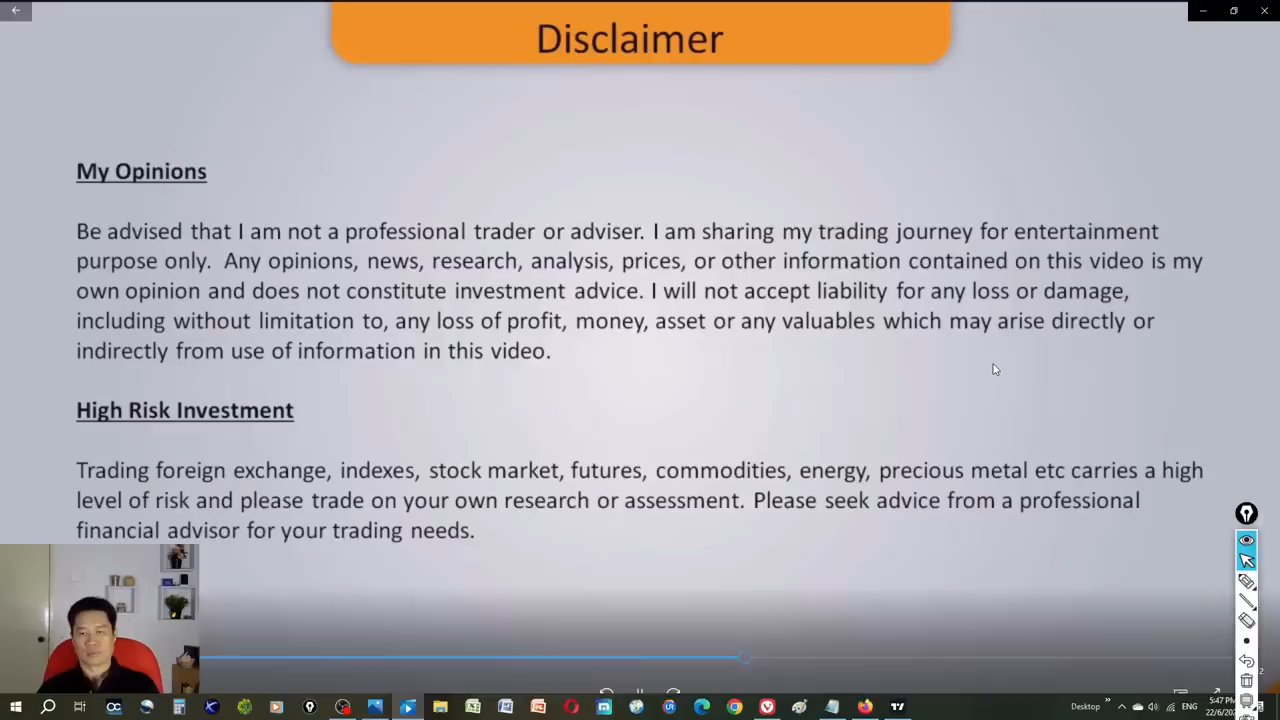 Disclaimer
My Opinions
Be advised that I am not a professional trader or adviser. I am sharing my trading journey for entertainment
purpose only. Any opinions, news, research, analysis, prices, or other information contained on this video is my
own opinion and does not constitute investment advice. I will not accept liability for any loss or damage,
including without limitation to, any loss of profit, money, asset or any valuables which may arise directly or
indirectly from use of information in this video.
High Risk Investment
Trading foreign exchange, indexes, stock market, futures, commodities, energy, precious metal etc carries a high
level of risk and please trade on your own research or assessment. Please seek advice from a professional
financial advisor for your trading needs.
Desktop
ENG
5:47 PM